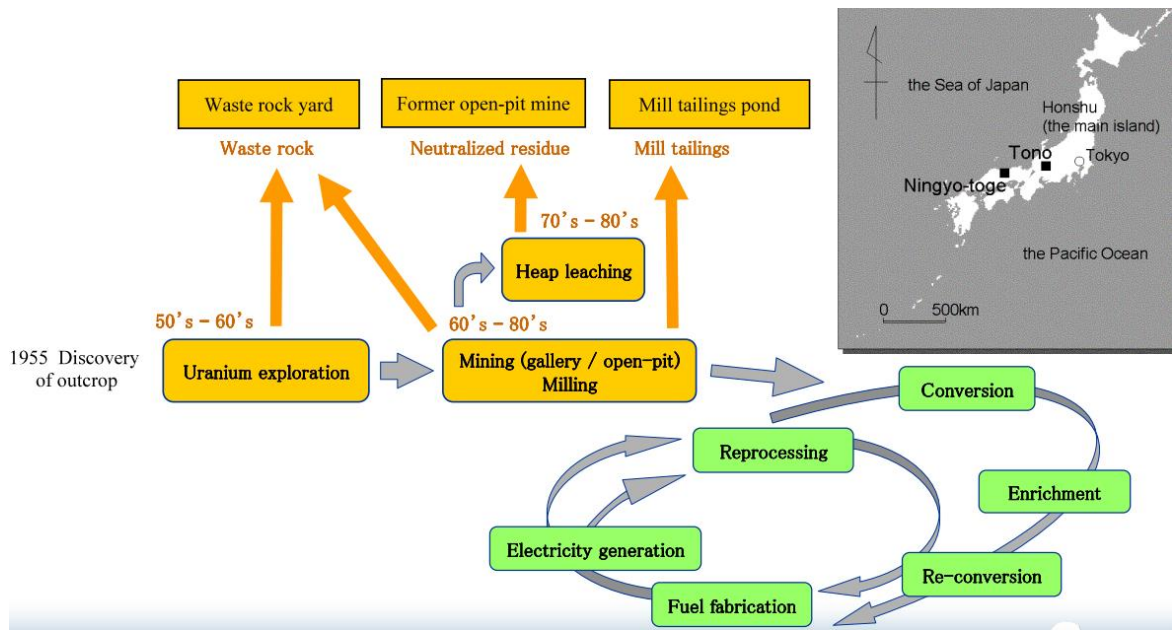 Waste rock yard
Former open-pit mine
Mill tailings pond
Waste rock
Neutralized residue
Mill tailings
70's – 80's
Heap leaching
50's – 60's
60's – 80's
1955 Discovery
of outcrop
Uranium exploration
Mining (gallery / open-pit)
Milling
Conversion
Reprocessing
Enrichment
Electricity generation
Re-conversion
Fuel fabrication
the Sea of Japan
Honshu
(the main island)
Tono
Tokyo
Ningyo-toge
the Pacific Ocean
0 500km